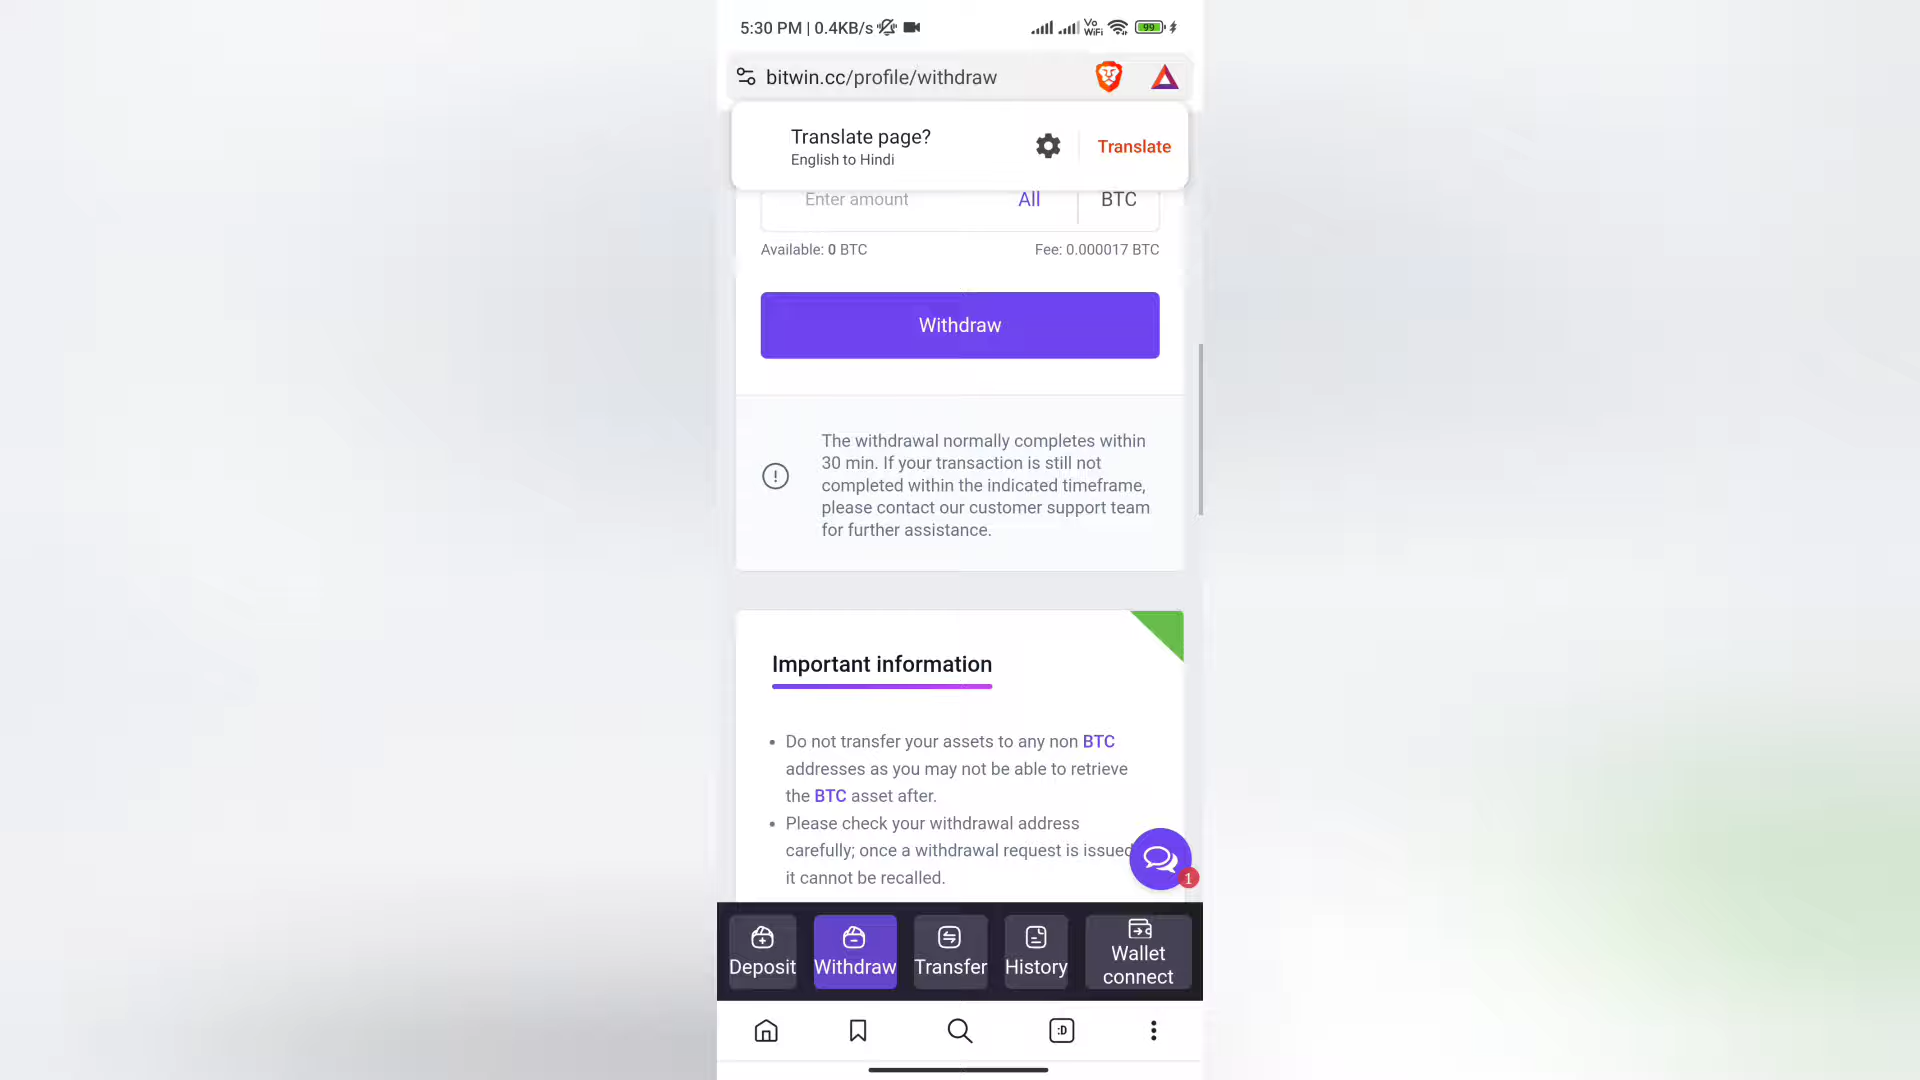 5:30 PM | 0.4KB/s
Vo
WiFi
99
bitwin.cc/profile/withdraw
Translate page?
English to Hindi
Translate
Enter amount
All
BTC
Available: 0 BTC
Fee: 0.000017 BTC
Withdraw
The withdrawal normally completes within
30 min. If your transaction is still not
completed within the indicated timeframe,
please contact our customer support team
for further assistance.
Important information
• Do not transfer your assets to any non BTC
addresses as you may not be able to retrieve
the BTC asset after.
• Please check your withdrawal address
carefully; once a withdrawal request is issued
it cannot be recalled.
1
Deposit
Withdraw
Transfer
History
Wallet
connect
:D